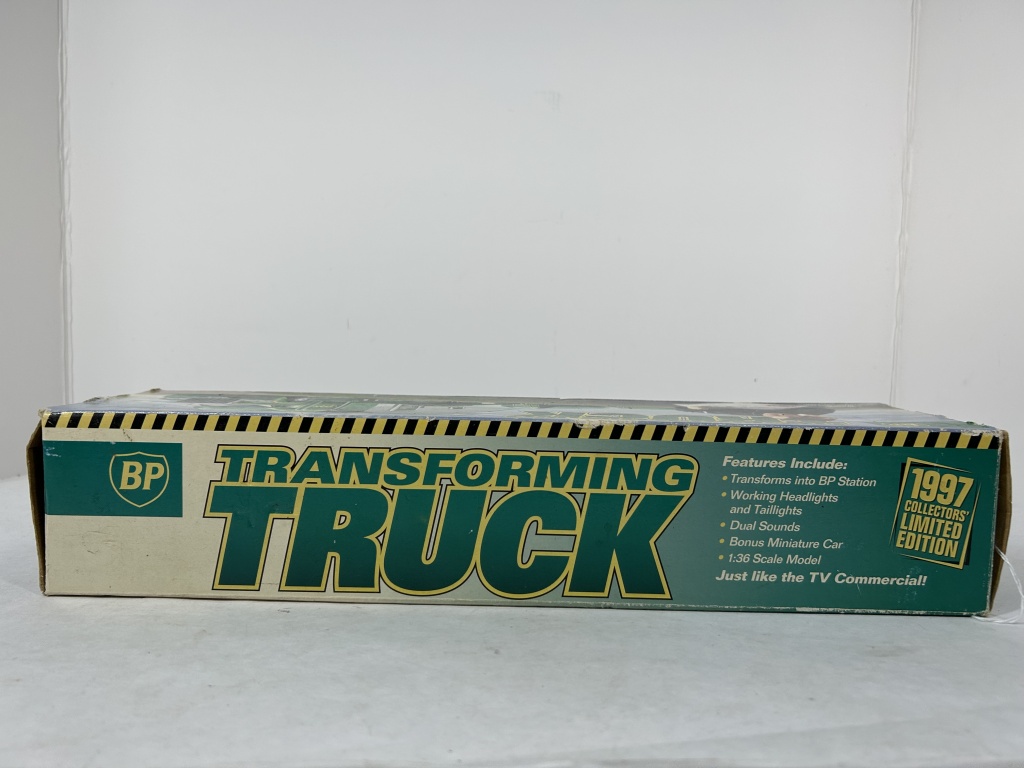 BP
TRANSFORMING
TRUCK
Features Include:
• Transforms into BP Station
• Working Headlights
and Taillights
• Dual Sounds
• Bonus Miniature Car
• 1:36 Scale Model
Just like the TV Commercial!
1997
COLLECTORS'
LIMITED
EDITION